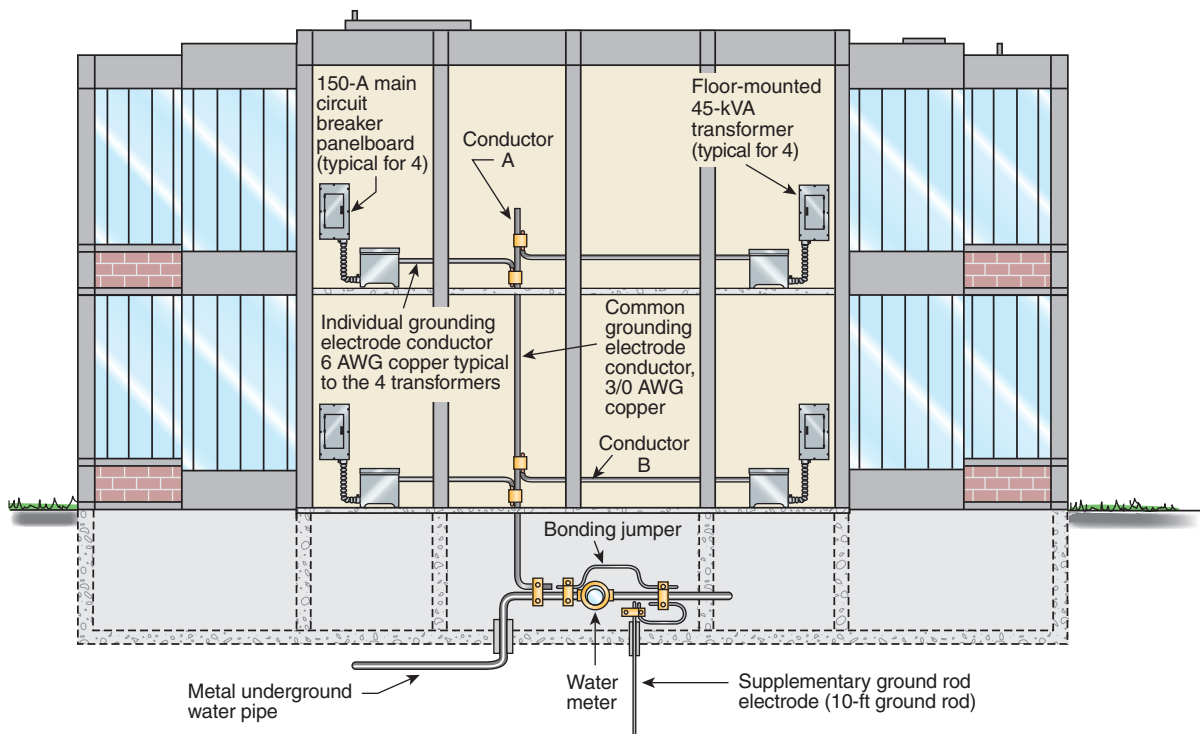 150-A main
circuit
breaker
panelboard
(typical for 4)
Conductor
A
Floor-mounted
45-kVA
transformer
(typical for 4)
Individual grounding
electrode conductor
6 AWG copper typical
to the 4 transformers
Common
grounding
electrode
conductor,
3/0 AWG
copper
Conductor
B
Bonding jumper
Metal underground
water pipe
Water
meter
Supplementary ground rod
electrode (10-ft ground rod)